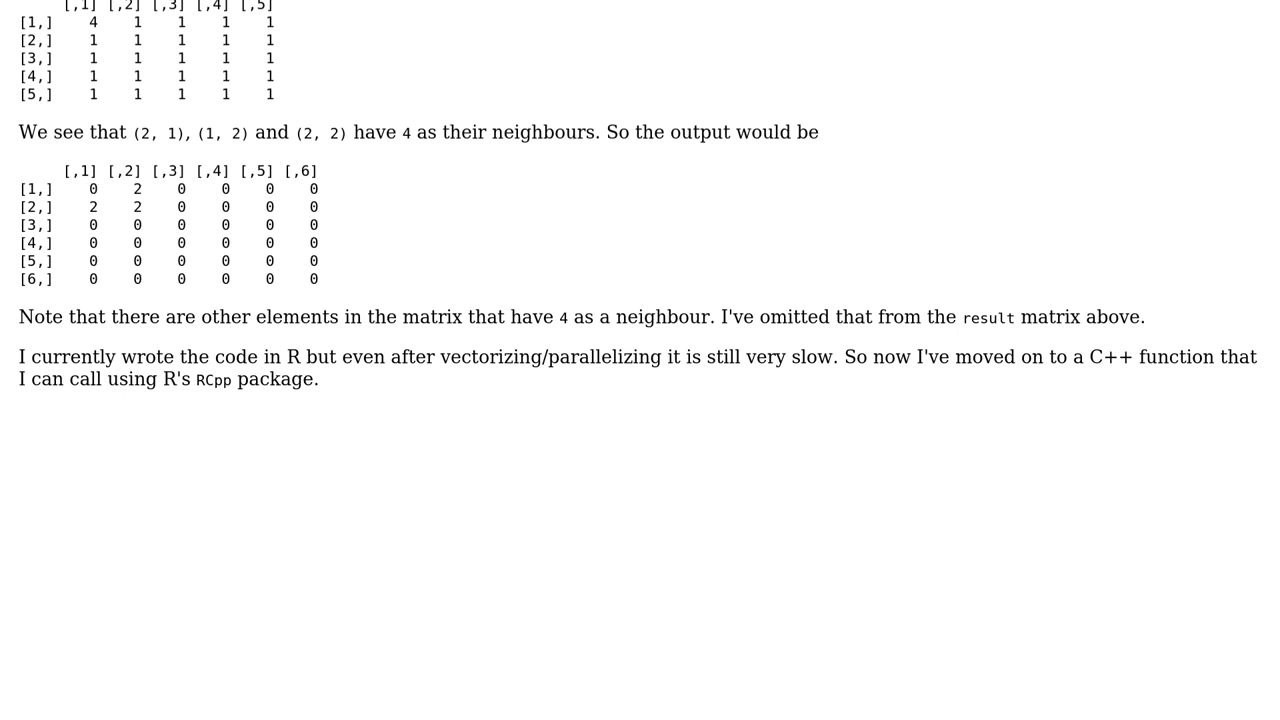 [,1] [,2] [,3] [,4] [,5]
[1,]    4    1    1    1    1
[2,]    1    1    1    1    1
[3,]    1    1    1    1    1
[4,]    1    1    1    1    1
[5,]    1    1    1    1    1
We see that (2, 1), (1, 2) and (2, 2) have 4 as their neighbours. So the output would be
     [,1] [,2] [,3] [,4] [,5] [,6]
[1,]    0    2    0    0    0    0
[2,]    2    2    0    0    0    0
[3,]    0    0    0    0    0    0
[4,]    0    0    0    0    0    0
[5,]    0    0    0    0    0    0
[6,]    0    0    0    0    0    0
Note that there are other elements in the matrix that have 4 as a neighbour. I've omitted that from the result matrix above.
I currently wrote the code in R but even after vectorizing/parallelizing it is still very slow. So now I've moved on to a C++ function that
I can call using R's RCpp package.